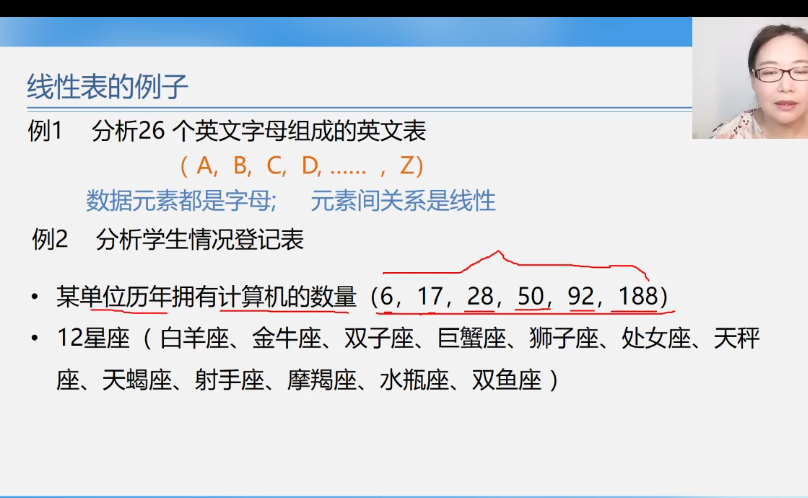 线性表的例子
例1 分析26 个英文字母组成的英文表
( A, B, C, D, …… , Z)
数据元素都是字母; 元素间关系是线性
例2 分析学生情况登记表
• 某单位历年拥有计算机的数量（6，17，28，50，92，188）
• 12星座（ 白羊座、金牛座、双子座、巨蟹座、狮子座、处女座、天秤
座、天蝎座、射手座、摩羯座、水瓶座、双鱼座 ）